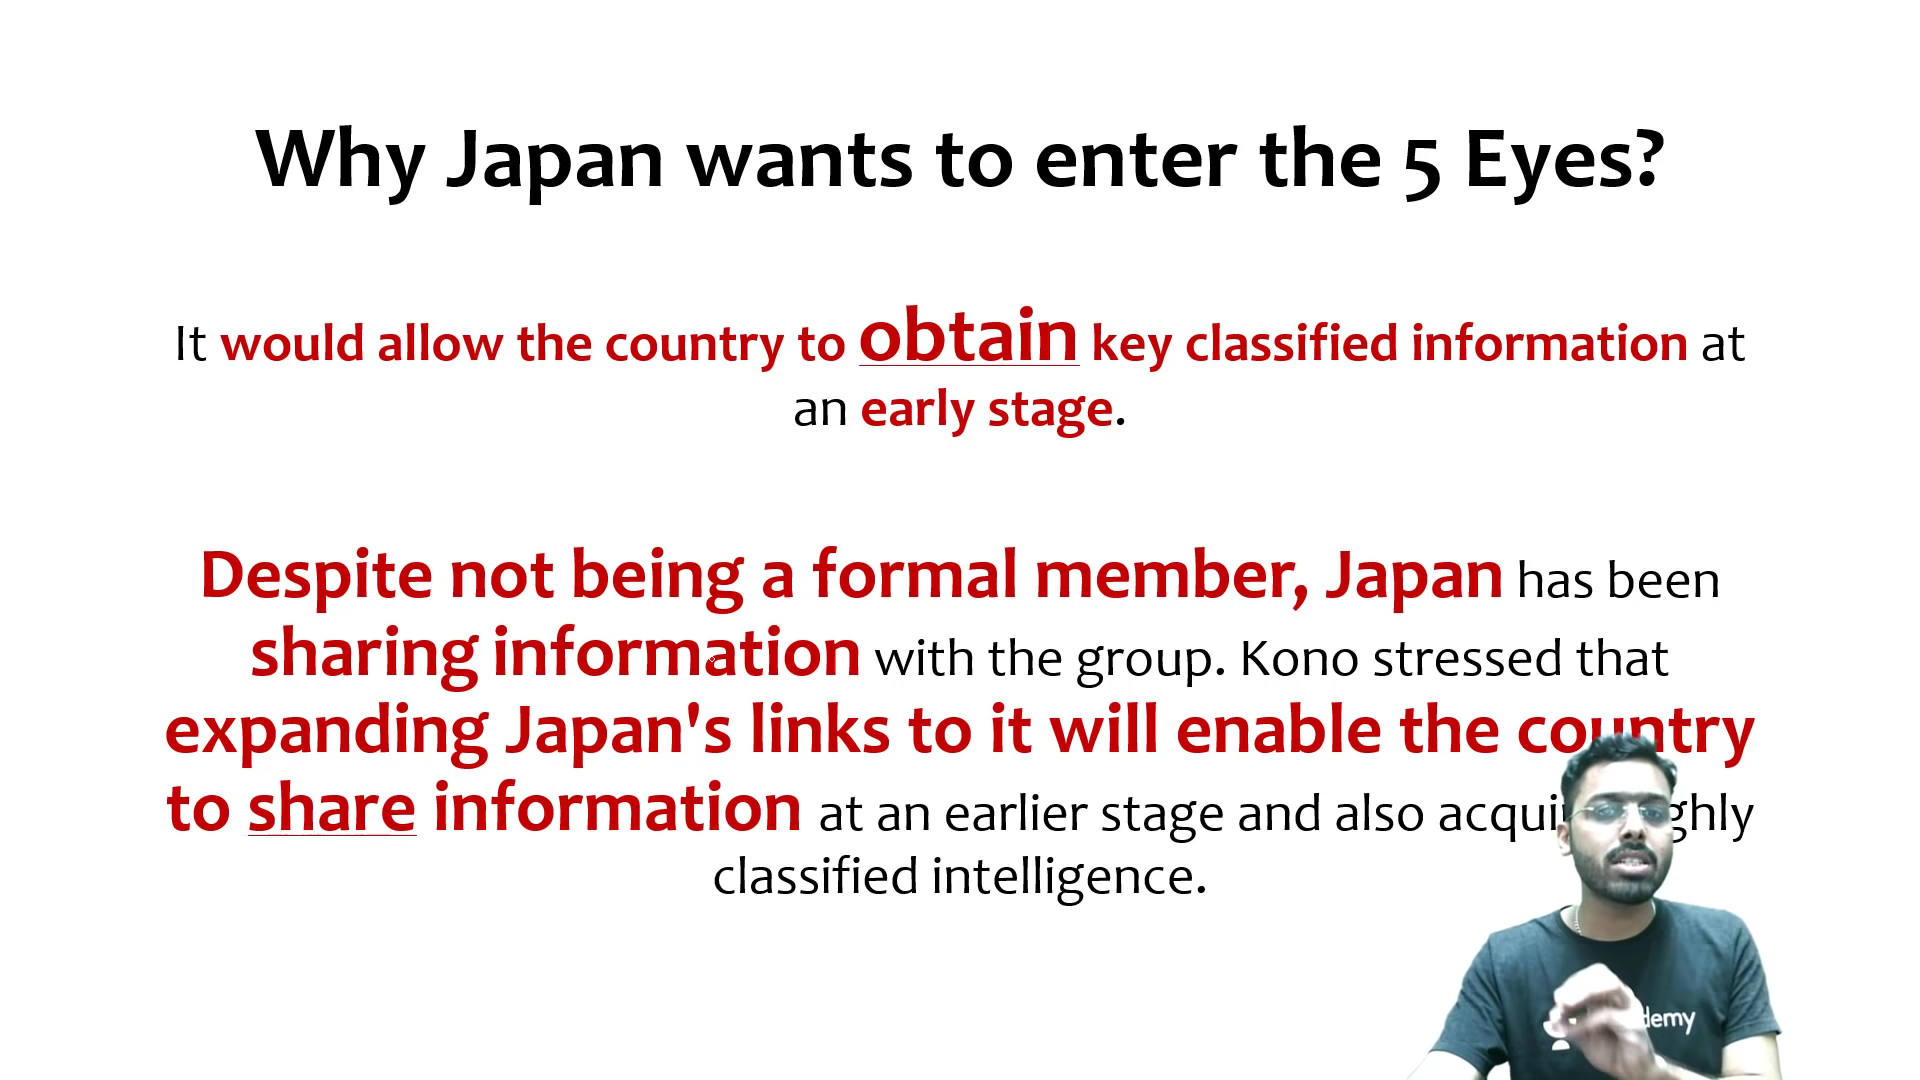 Why Japan wants to enter the 5 Eyes?
It would allow the country to obtain key classified information at
an early stage.
Despite not being a formal member, Japan has been
sharing information with the group. Kono stressed that
expanding Japan's links to it will enable the country
to share information at an earlier stage and also
classified intelligence.